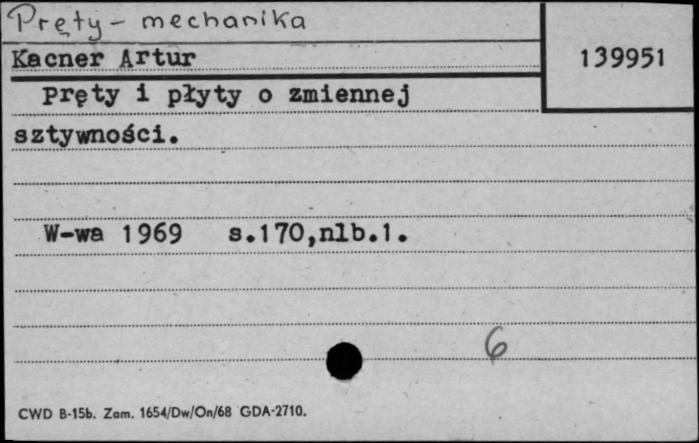 Pręty - mechanika
Kacner Artur
139951
Pręty i płyty o zmiennej
sztywności.
W-wa 1969 s.170,nlb.1.
6
CWD B-15b. Zam. 1654/Dw/On/68 GDA-2710.